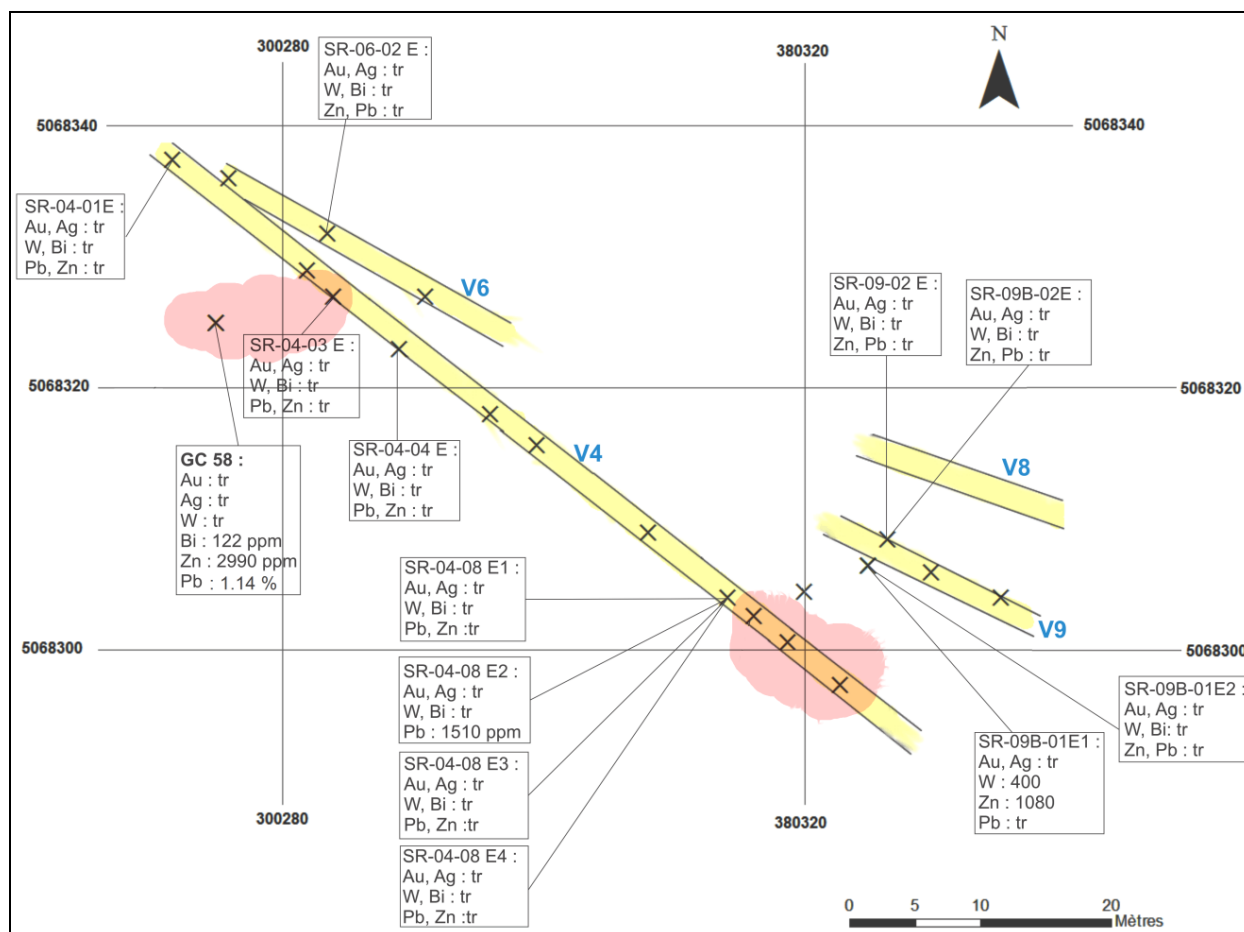 300280
380320
N
SR-06-02 E :
Au, Ag : tr
W, Bi : tr
Zn, Pb : tr
5068340
5068340
SR-04-01E :
Au, Ag : tr
W, Bi : tr
Pb, Zn : tr
V6
SR-09-02 E :
Au, Ag : tr
W, Bi : tr
Zn, Pb : tr
SR-09B-02E :
Au, Ag : tr
W, Bi : tr
Zn, Pb : tr
SR-04-03 E :
Au, Ag : tr
W, Bi : tr
Pb, Zn : tr
5068320
5068320
GC 58 :
Au : tr
Ag : tr
W : tr
Bi : 122 ppm
Zn : 2990 ppm
Pb : 1.14 %
SR-04-04 E :
Au, Ag : tr
W, Bi : tr
Pb, Zn : tr
V4
V8
SR-04-08 E1 :
Au, Ag : tr
W, Bi : tr
Pb, Zn :tr
V9
5068300
5068300
SR-04-08 E2 :
Au, Ag : tr
W, Bi : tr
Pb : 1510 ppm
SR-09B-01E2 :
Au, Ag : tr
W, Bi: tr
Zn, Pb : tr
SR-09B-01E1 :
Au, Ag : tr
W : 400
Zn : 1080
Pb : tr
SR-04-08 E3 :
Au, Ag : tr
W, Bi : tr
Pb, Zn :tr
300280
380320
SR-04-08 E4 :
Au, Ag : tr
W, Bi : tr
Pb, Zn :tr
0 5 10 20
Mètres